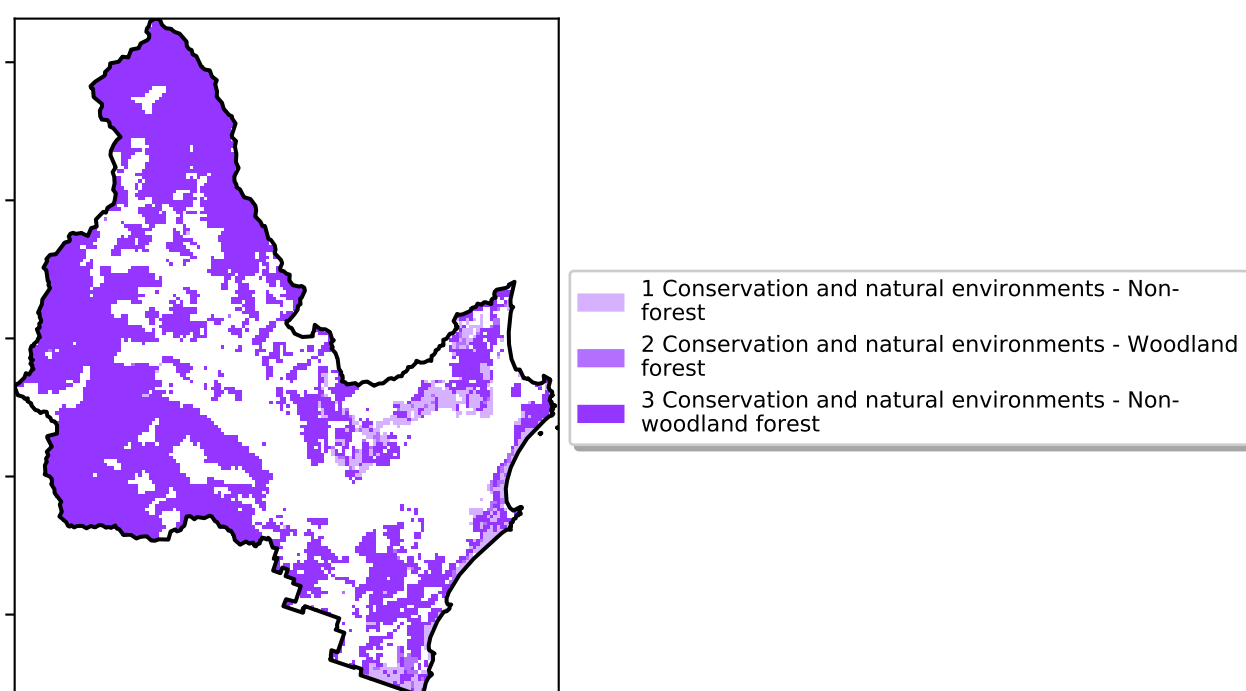 1 Conservation and natural environments - Non-
forest
2 Conservation and natural environments - Woodland
forest
3 Conservation and natural environments - Non-
woodland forest